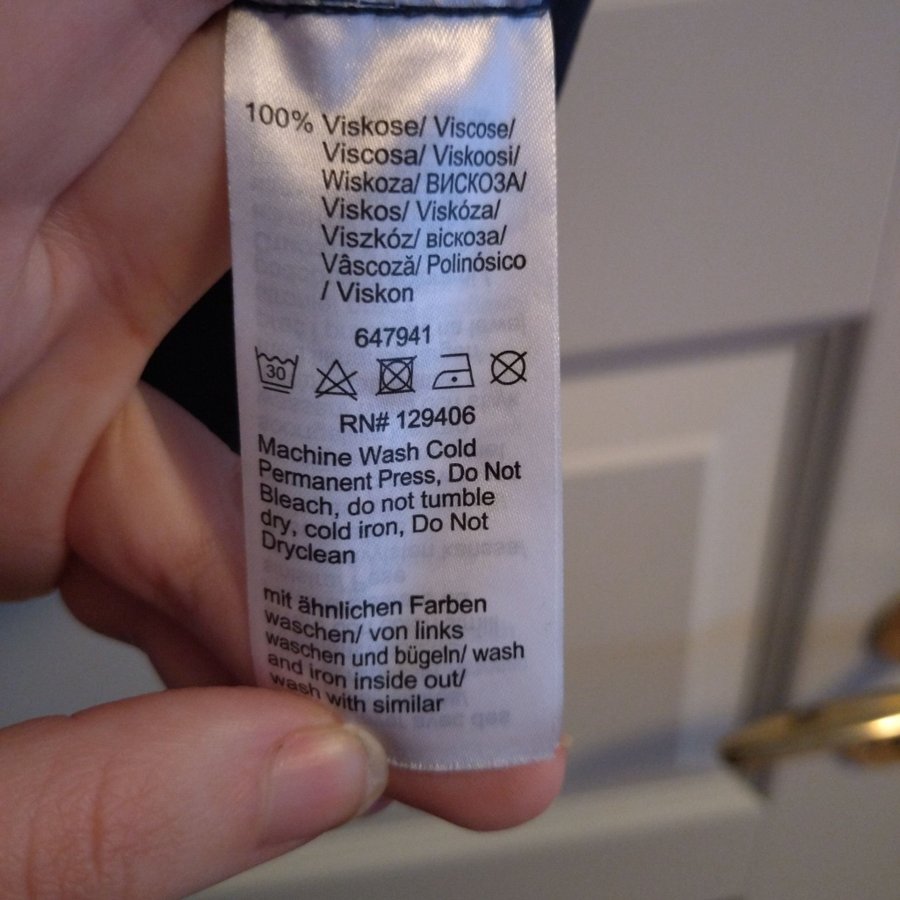 100% Viskose/ Viscose/
Viscosa/ Viskoosi/
Wiskoza/ ВИСКОЗА/
Viskos/ Viskóza/
Viszkóz/ віскоза/
Vâscoză/ Polinósico
/ Viskon
647941
30
RN# 129406
Machine Wash Cold
Permanent Press, Do Not
Bleach, do not tumble
dry, cold iron, Do Not
Dryclean
mit ähnlichen Farben
waschen/ von links
waschen und bügeln/ wash
and iron inside out/
wash with similar